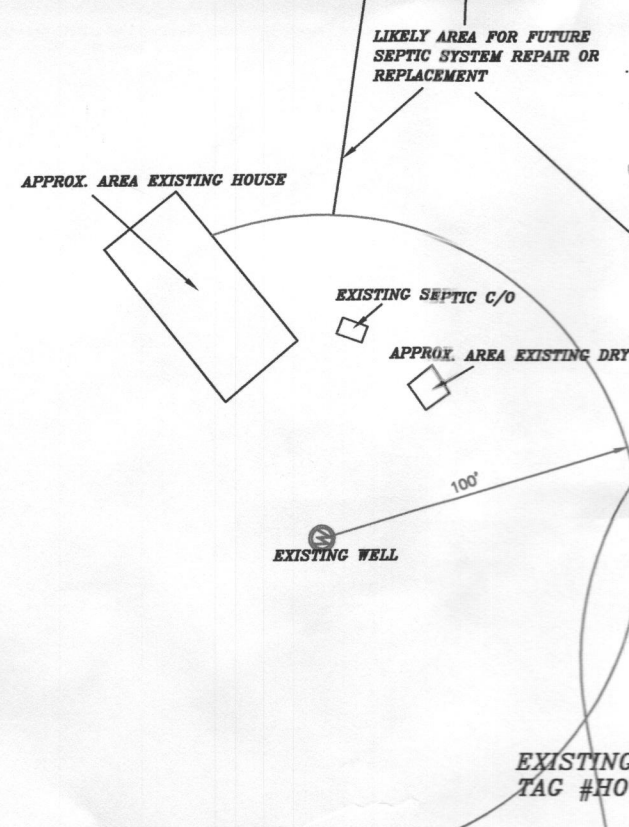 LIKELY AREA FOR FUTURE
SEPTIC SYSTEM REPAIR OR
REPLACEMENT
APPROX. AREA EXISTING HOUSE
EXISTING SEPTIC C/O
APPROX. AREA EXISTING DRY
100'
W
EXISTING WELL
EXISTING
TAG #HO